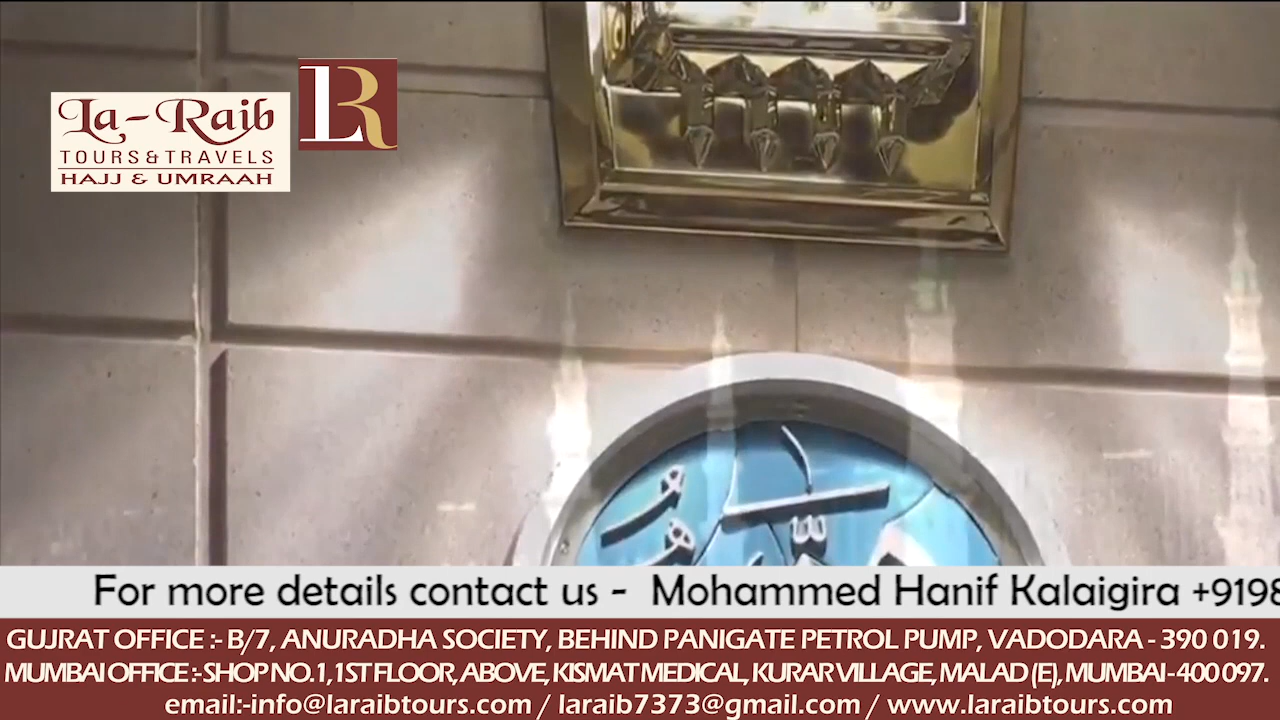 La-Raib
TOURS & TRAVELS
HAJJ & UMRAAH
LR
For more details contact us - Mohammed Hanif Kalaigira +9198
GUJRAT OFFICE :- B/7, ANURADHA SOCIETY, BEHIND PANIGATE PETROL PUMP, VADODARA - 390 019.
MUMBAI OFFICE :- SHOP NO. 1, 1ST FLOOR, ABOVE, KISMAT MEDICAL, KURAR VILLAGE, MALAD (E), MUMBAI - 400 097.
email:-info@laraibtours.com / laraib7373@gmail.com / www.laraibtours.com